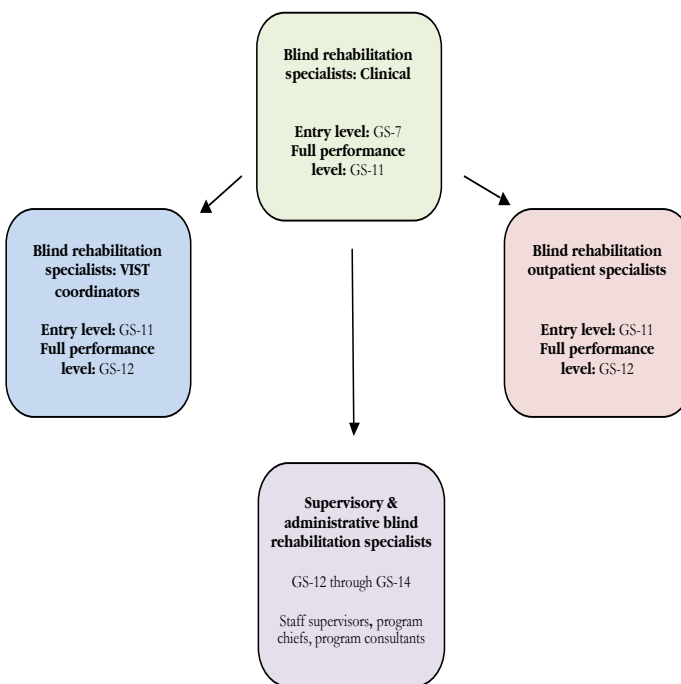 Blind rehabilitation
specialists: Clinical
Entry level: GS-7
Full performance
level: GS-11
Blind rehabilitation
specialists: VIST
coordinators
Entry level: GS-11
Full performance
level: GS-12
Blind rehabilitation
outpatient specialists
Entry level: GS-11
Full performance
level: GS-12
Supervisory &
administrative blind
rehabilitation specialists
GS-12 through GS-14
Staff supervisors, program
chiefs, program consultants